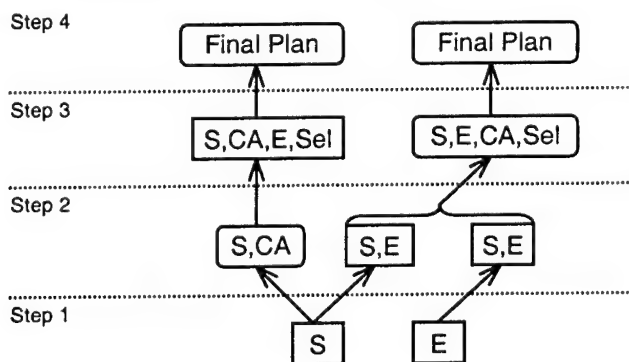 Step 4
Final Plan
Final Plan
Step 3
S,CA,E,Sel
S,E,CA,Sel
Step 2
S,CA
S,E
S,E
Step 1
S
E